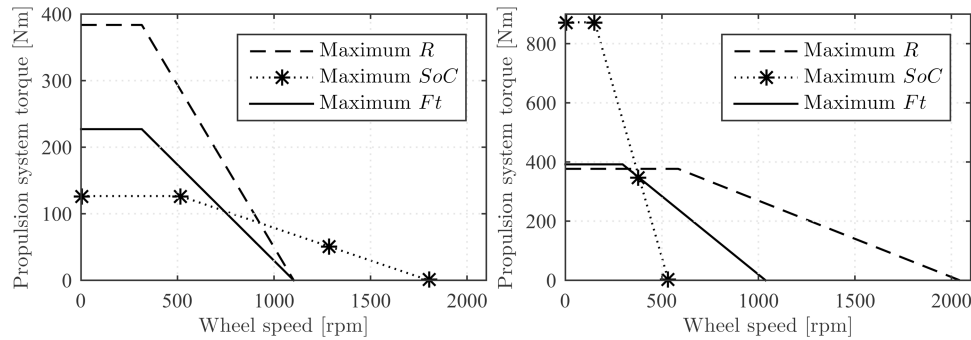 Propulsion system torque [Nm]
400
300
200
100
0
Maximum R
Maximum SoC
Maximum Ft
0 500 1000 1500 2000
Wheel speed [rpm]
Propulsion system torque [Nm]
800
600
400
200
0
Maximum R
Maximum SoC
Maximum Ft
0 500 1000 1500 2000
Wheel speed [rpm]